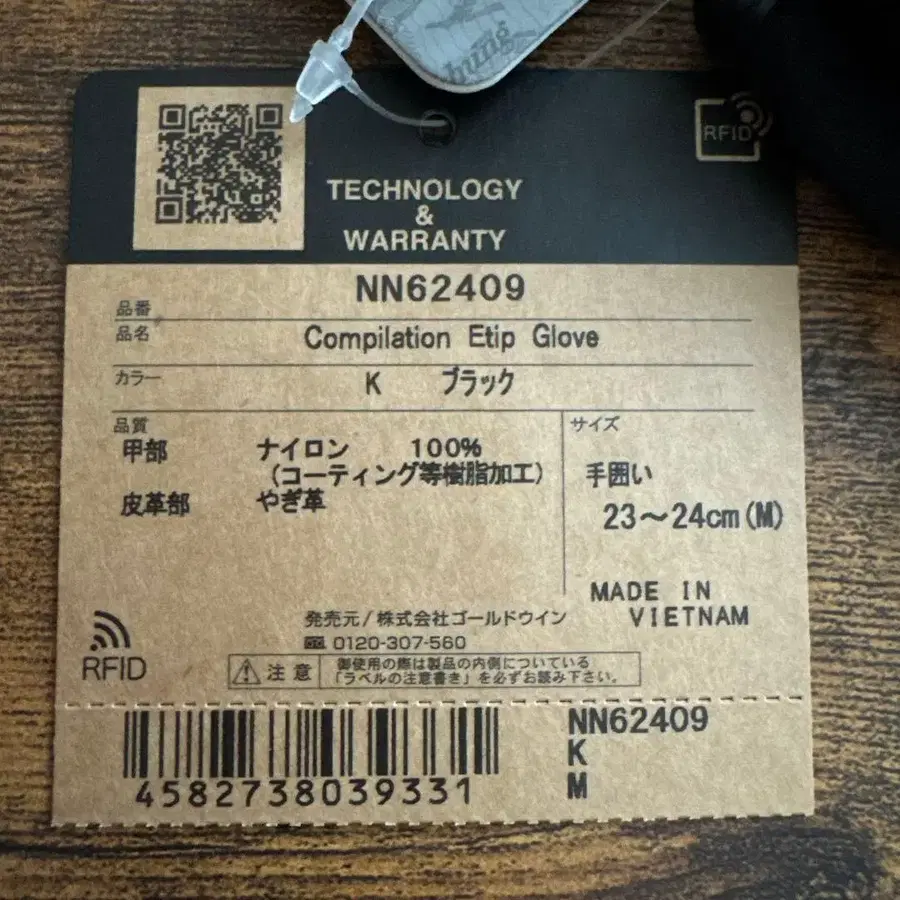 RFID
TECHNOLOGY
&
WARRANTY
品番 NN62409
品名 Compilation Etip Glove
カラー K ブラック
品質
甲部 ナイロン 100%
(コーティング等樹脂加工)
皮革部 やぎ革
サイズ
手囲い
23～24cm(M)
MADE IN
VIETNAM
発売元/株式会社ゴールドウイン
0120-307-560
RFID
注意
御使用の際は製品の内側についている
「ラベルの注意書き」を必ずお読み下さい。
4582738039331
NN62409
K
M